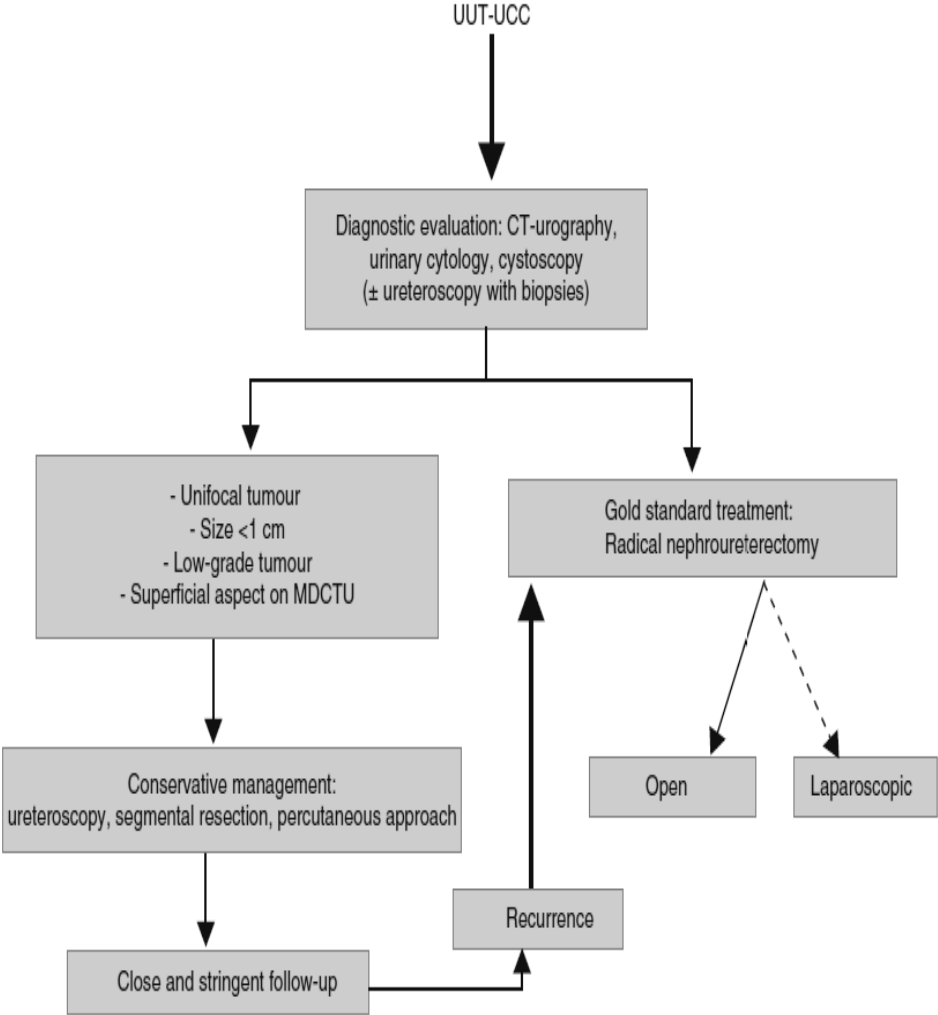 UUT-UCC
Diagnostic evaluation: CT-urography,
urinary cytology, cystoscopy
(± ureteroscopy with biopsies)
- Unifocal tumour
- Size <1 cm
- Low-grade tumour
- Superficial aspect on MDCTU
Gold standard treatment:
Radical nephroureterectomy
Conservative management:
ureteroscopy, segmental resection, percutaneous approach
Open
Laparoscopic
Recurrence
Close and stringent follow-up